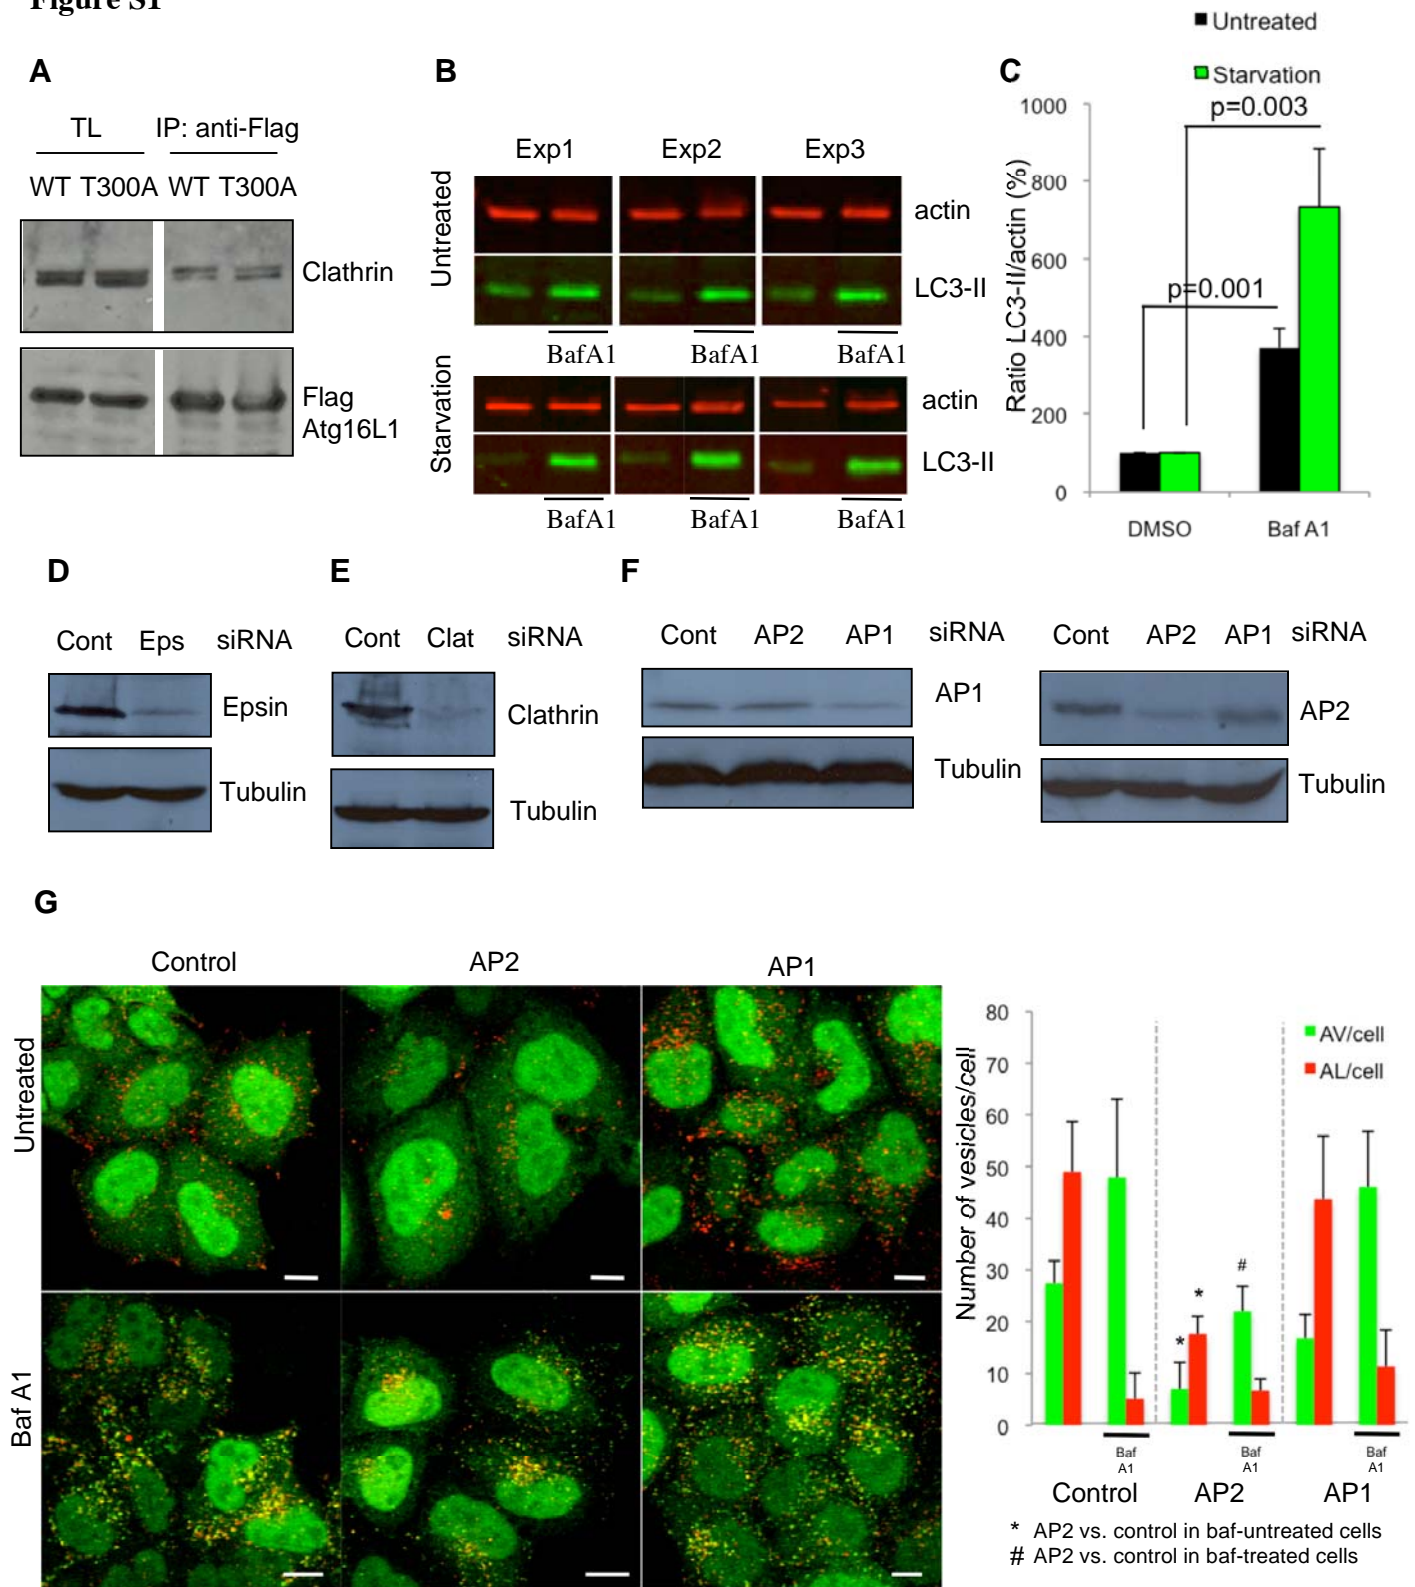 Figure S1
A
TL IP: anti-Flag
WT T300A WT T300A
Clathrin
Flag
Atg16L1
B
Exp1 Exp2 Exp3
Untreated
actin
LC3-II
BafA1 BafA1 BafA1
Starvation
actin
LC3-II
BafA1 BafA1 BafA1
C
Untreated
Starvation
Ratio LC3-II/actin (%)
1000
800
600
400
200
0
p=0.003
p=0.001
DMSO Baf A1
D
Cont Eps siRNA
Epsin
Tubulin
E
Cont Clat siRNA
Clathrin
Tubulin
F
Cont AP2 AP1 siRNA
AP1
Tubulin
Cont AP2 AP1 siRNA
AP2
Tubulin
G
Control AP2 AP1
Untreated
Baf A1
Number of vesicles/cell
80
70
60
50
40
30
20
10
0
AV/cell
AL/cell
* * #
Baf A1 Baf A1 Baf A1
Control AP2 AP1
* AP2 vs. control in baf-untreated cells
# AP2 vs. control in baf-treated cells